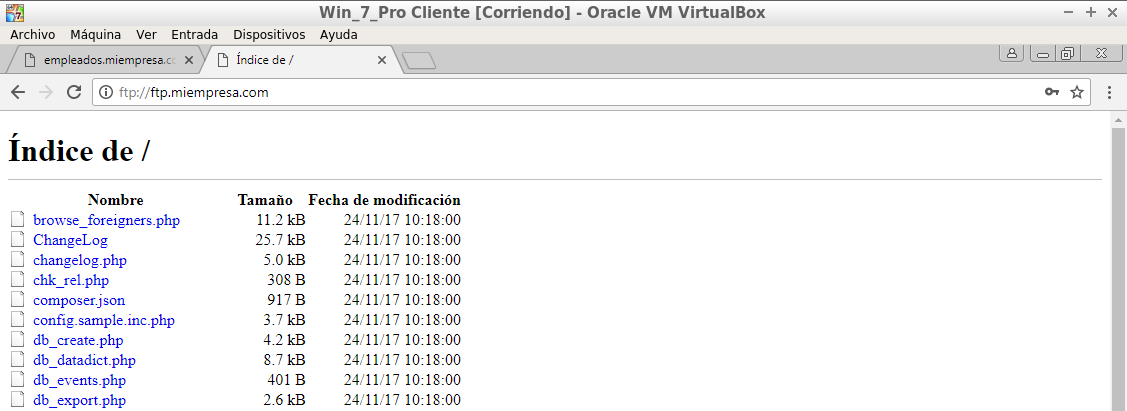 Win_7_Pro Cliente [Corriendo] - Oracle VM VirtualBox
Archivo Máquina Ver Entrada Dispositivos Ayuda
empleados.miempresa.co Índice de /
ftp://ftp.miempresa.com
Índice de /
Nombre Tamaño Fecha de modificación
browse_foreigners.php 11.2 kB 24/11/17 10:18:00
ChangeLog 25.7 kB 24/11/17 10:18:00
changelog.php 5.0 kB 24/11/17 10:18:00
chk_rel.php 308 B 24/11/17 10:18:00
composer.json 917 B 24/11/17 10:18:00
config.sample.inc.php 3.7 kB 24/11/17 10:18:00
db_create.php 4.2 kB 24/11/17 10:18:00
db_datadict.php 8.7 kB 24/11/17 10:18:00
db_events.php 401 B 24/11/17 10:18:00
db_export.php 2.6 kB 24/11/17 10:18:00